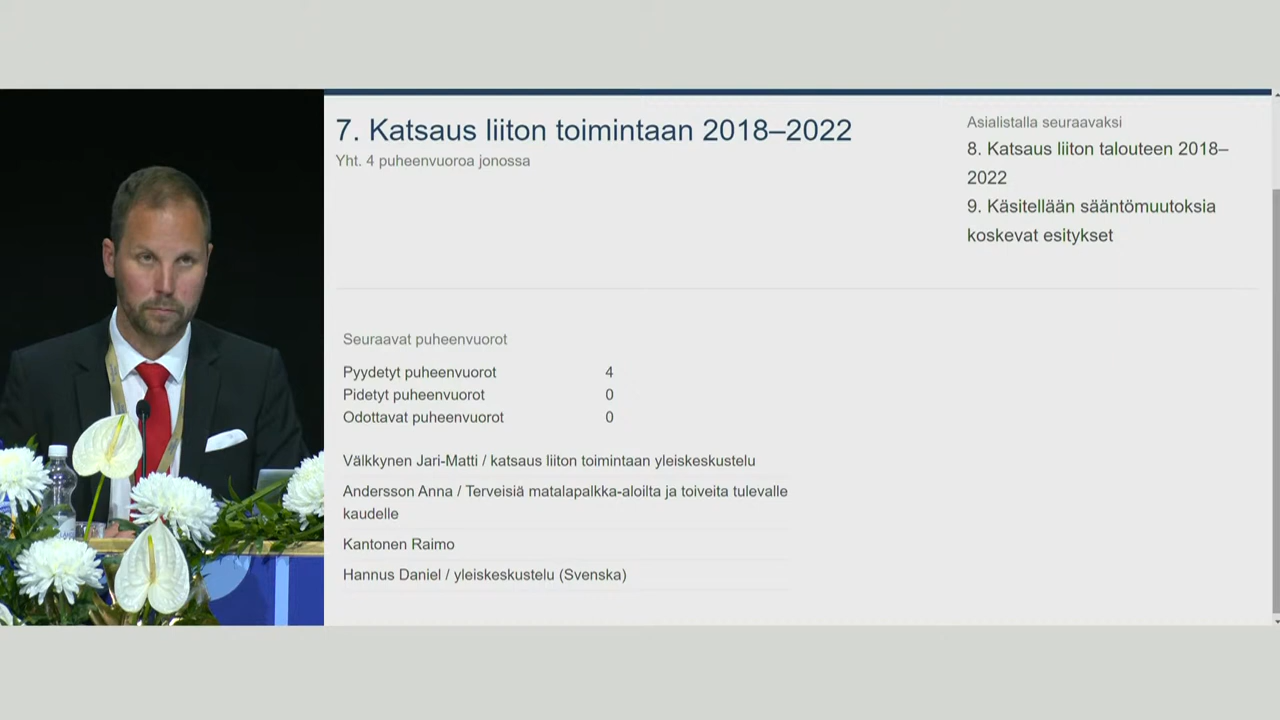 7. Katsaus liiton toimintaan 2018–2022
Yht. 4 puheenvuoroa jonossa
Asialistalla seuraavaksi
8. Katsaus liiton talouteen 2018–
2022
9. Käsitellään sääntömuutoksia
koskevat esitykset
Seuraavat puheenvuorot
Pyydetyt puheenvuorot 4
Pidetyt puheenvuorot 0
Odottavat puheenvuorot 0
Välkkynen Jari-Matti / katsaus liiton toimintaan yleiskeskustelu
Andersson Anna / Terveisiä matalapalkka-aloilta ja toiveita tulevalle
kaudelle
Kantonen Raimo
Hannus Daniel / yleiskeskustelu (Svenska)